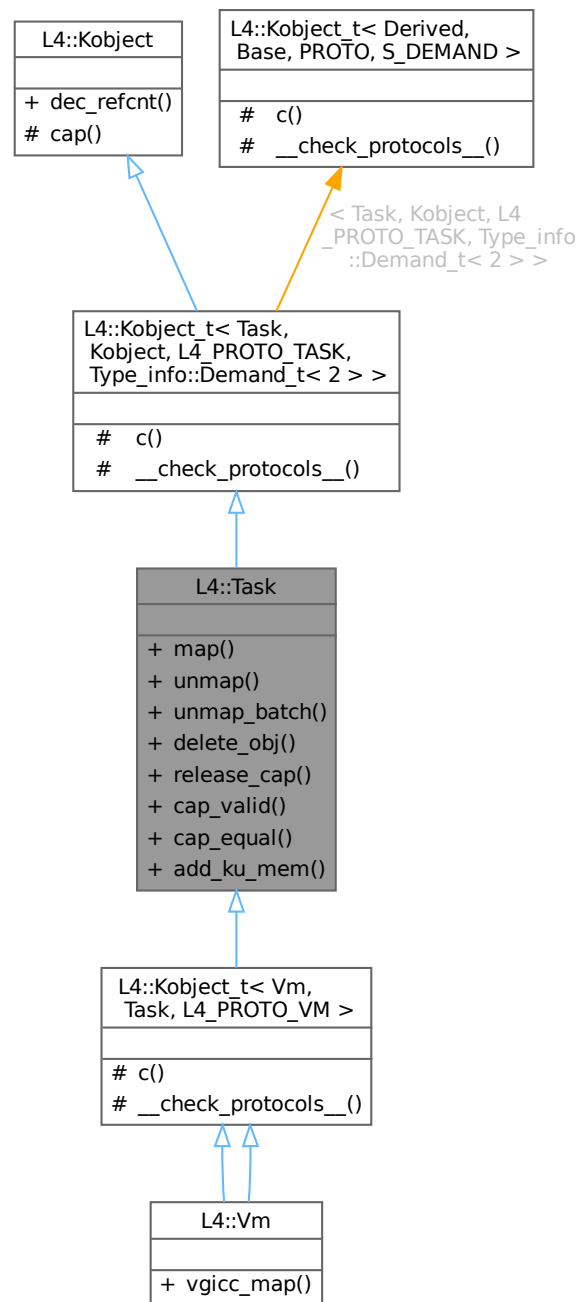 L4::Kobject
+ dec_refcnt()
# cap()
L4::Kobject_t< Derived,
Base, PROTO, S_DEMAND >
# c()
# __check_protocols__()
< Task, Kobject, L4
_PROTO_TASK, Type_info
::Demand_t< 2 > >
L4::Kobject_t< Task,
Kobject, L4_PROTO_TASK,
Type_info::Demand_t< 2 > >
# c()
# __check_protocols__()
L4::Task
+ map()
+ unmap()
+ unmap_batch()
+ delete_obj()
+ release_cap()
+ cap_valid()
+ cap_equal()
+ add_ku_mem()
L4::Kobject_t< Vm,
Task, L4_PROTO_VM >
# c()
# __check_protocols__()
L4::Vm
+ vgicc_map()